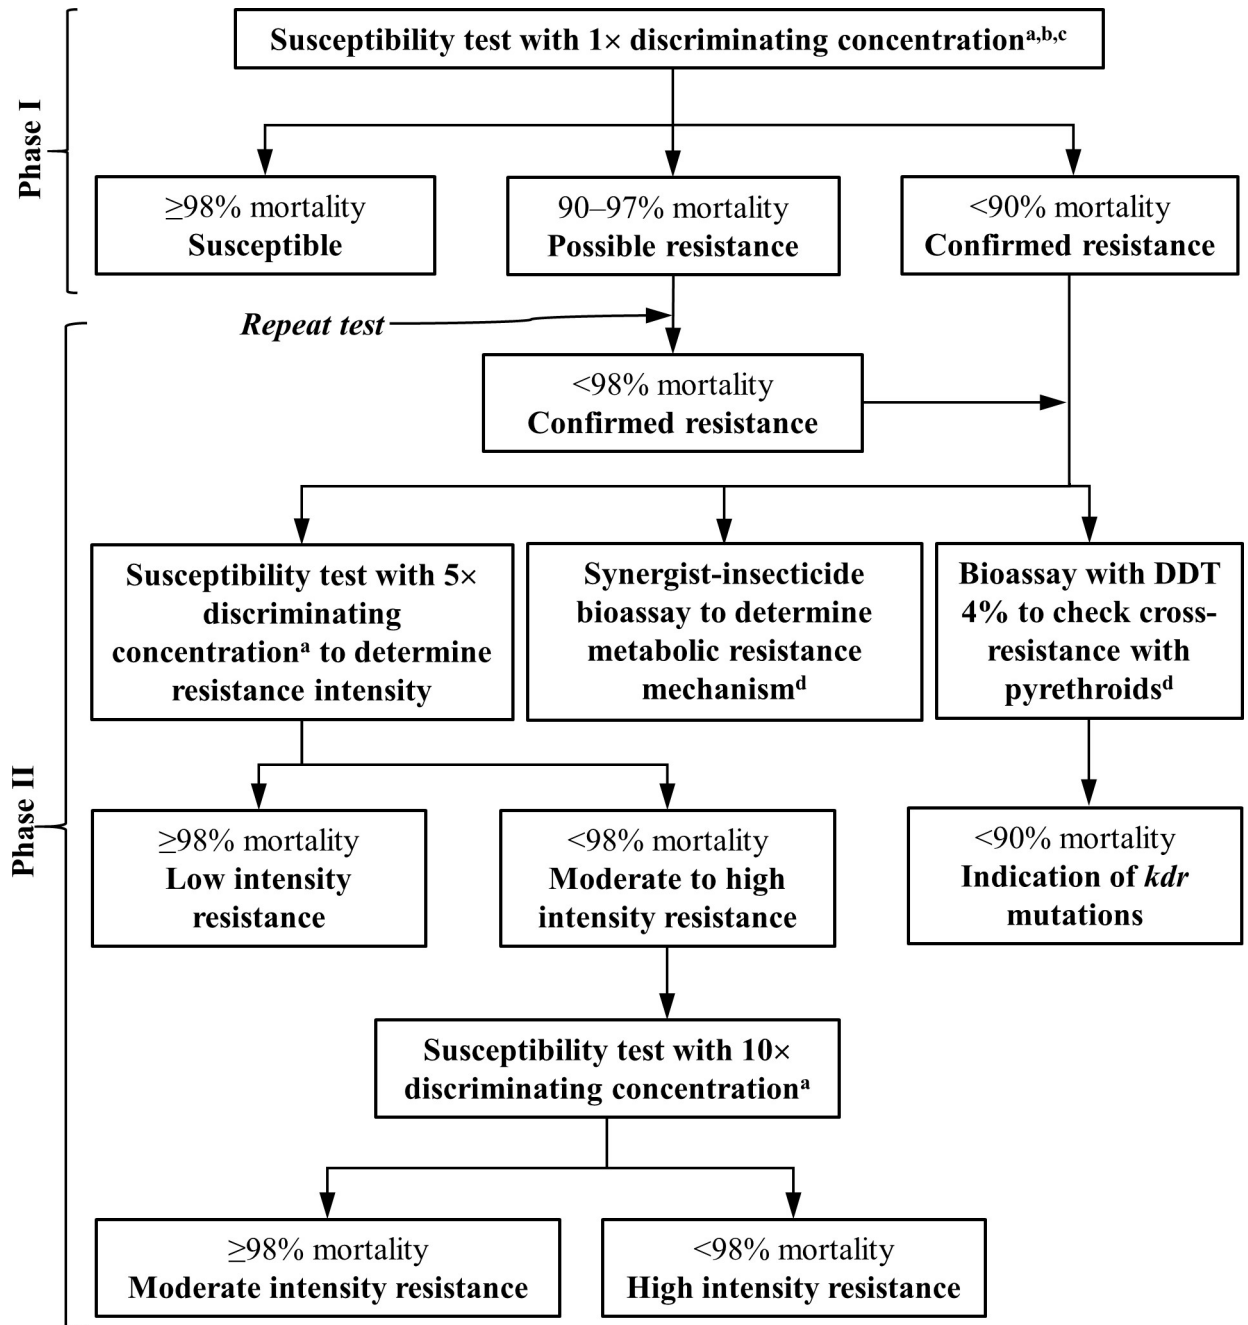 Susceptibility test with 1× discriminating concentrationᵃ,ᵇ,ᶜ
Phase I
≥98% mortality
Susceptible
90–97% mortality
Possible resistance
<90% mortality
Confirmed resistance
Repeat test
<98% mortality
Confirmed resistance
Phase II
Susceptibility test with 5×
discriminating
concentrationᵃ to determine
resistance intensity
Synergist-insecticide
bioassay to determine
metabolic resistance
mechanismᵈ
Bioassay with DDT
4% to check cross-
resistance with
pyrethroidsᵈ
≥98% mortality
Low intensity
resistance
<98% mortality
Moderate to high
intensity resistance
<90% mortality
Indication of kdr
mutations
Susceptibility test with 10×
discriminating concentrationᵃ
≥98% mortality
Moderate intensity resistance
<98% mortality
High intensity resistance